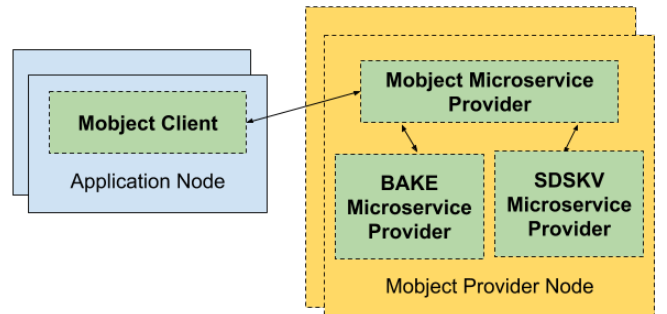 Mobject Client
Application Node
Mobject Microservice
Provider
BAKE
Microservice
Provider
SDSKV
Microservice
Provider
Mobject Provider Node